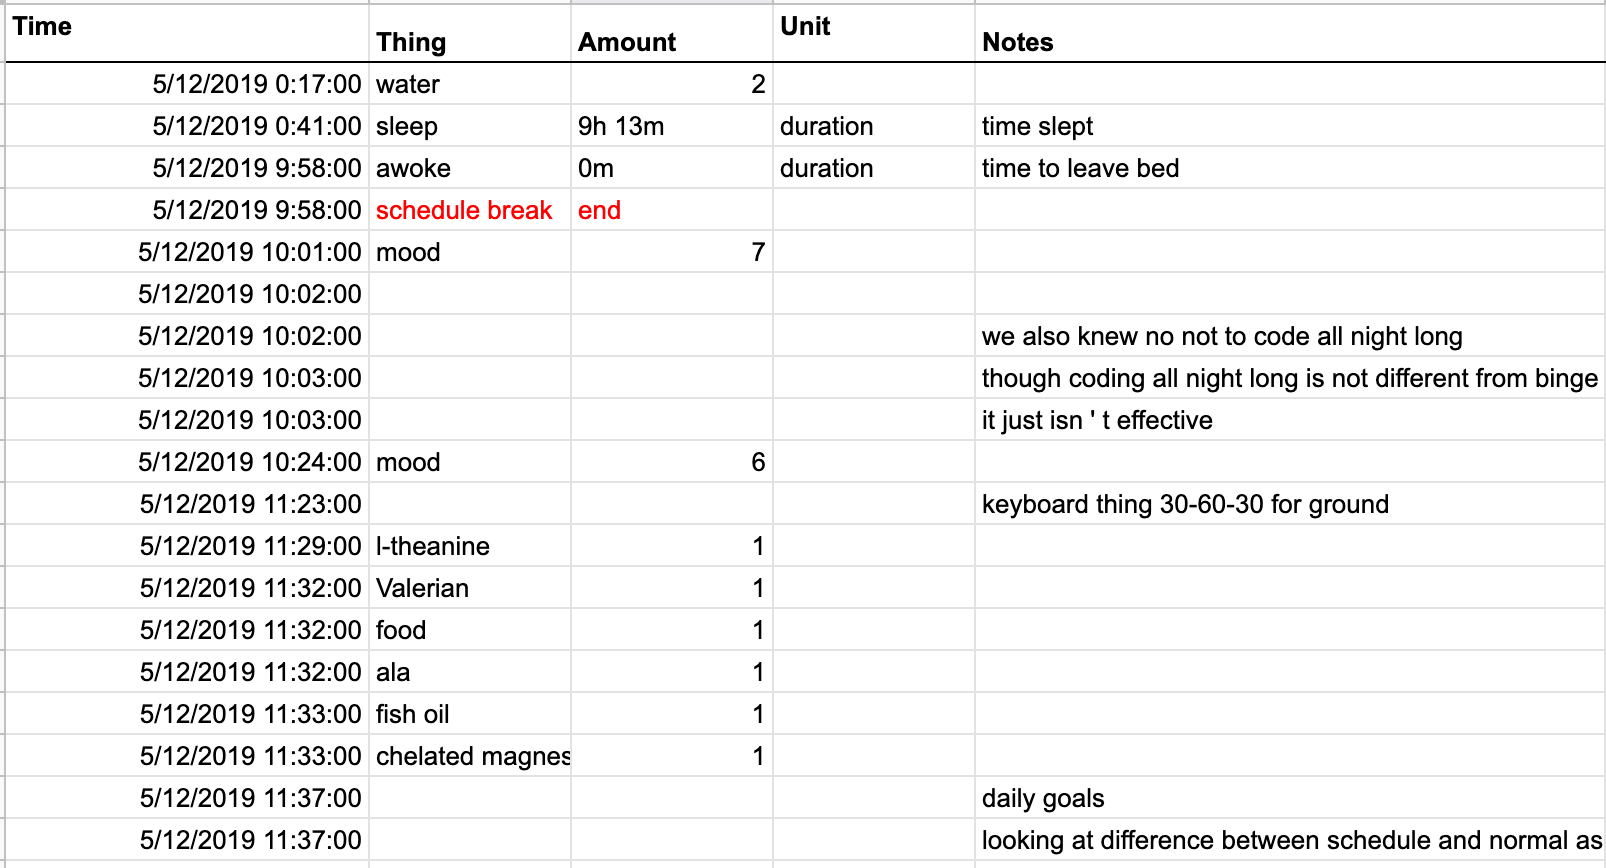 Time Thing Amount Unit Notes
5/12/2019 0:17:00 water 2
5/12/2019 0:41:00 sleep 9h 13m duration time slept
5/12/2019 9:58:00 awoke 0m duration time to leave bed
5/12/2019 9:58:00 schedule break end
5/12/2019 10:01:00 mood 7
5/12/2019 10:02:00
5/12/2019 10:02:00 we also knew no not to code all night long
5/12/2019 10:03:00 though coding all night long is not different from binge
5/12/2019 10:03:00 it just isn ' t effective
5/12/2019 10:24:00 mood 6
5/12/2019 11:23:00 keyboard thing 30-60-30 for ground
5/12/2019 11:29:00 l-theanine 1
5/12/2019 11:32:00 Valerian 1
5/12/2019 11:32:00 food 1
5/12/2019 11:32:00 ala 1
5/12/2019 11:33:00 fish oil 1
5/12/2019 11:33:00 chelated magnes 1
5/12/2019 11:37:00 daily goals
5/12/2019 11:37:00 looking at difference between schedule and normal as